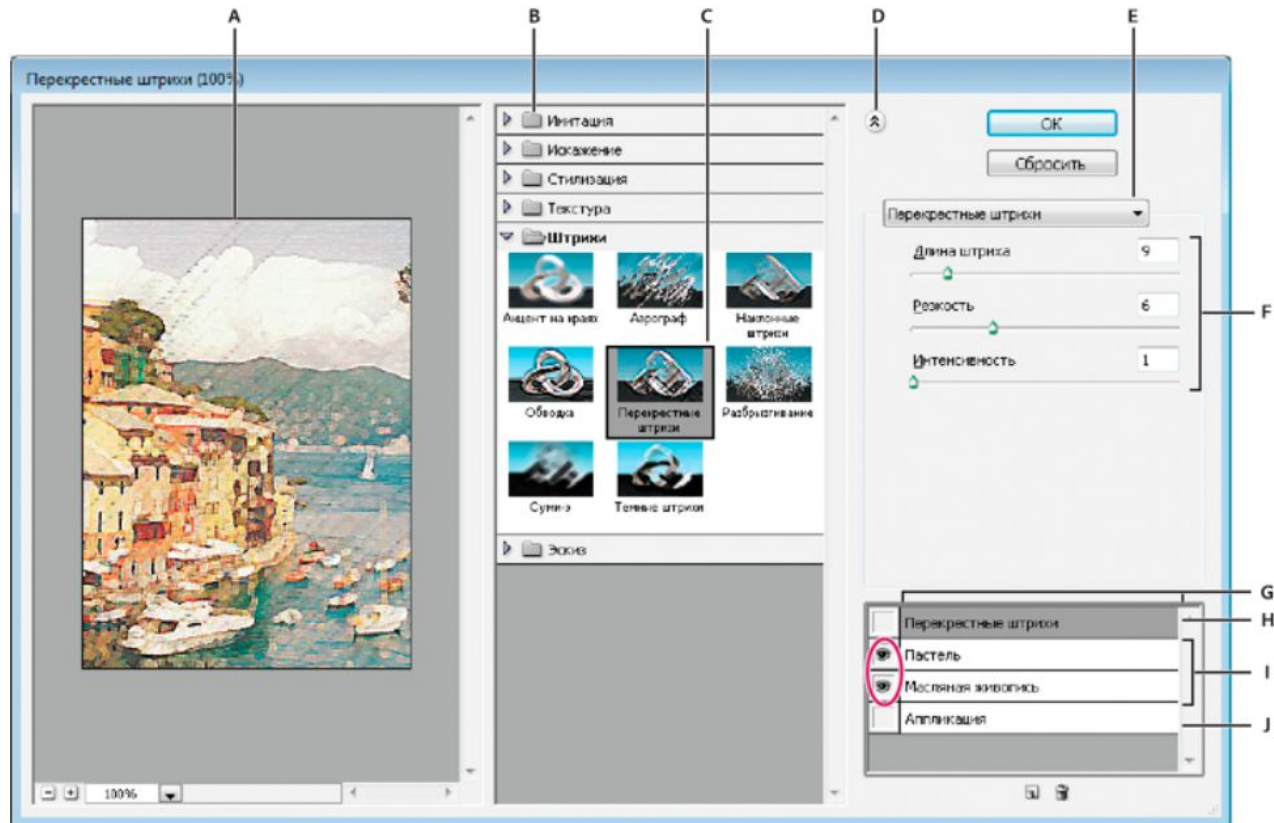 A B C D E
Перекрестные штрихи (100%)
Имитация
Искажение
Стилизация
Текстура
Штрихи
Акцент на краях Аэрограф Наклонные
штрихи
Обводка Перекрестные
штрихи Разбрызгивание
Суми-э Темные штрихи
Эскиз
100%
OK
Сбросить
Перекрестные штрихи
Длина штриха 9
Резкость 6
Интенсивность 1
F
G
Перекрестные штрихи H
Пастель
I
Масляная живопись
Аппликация J